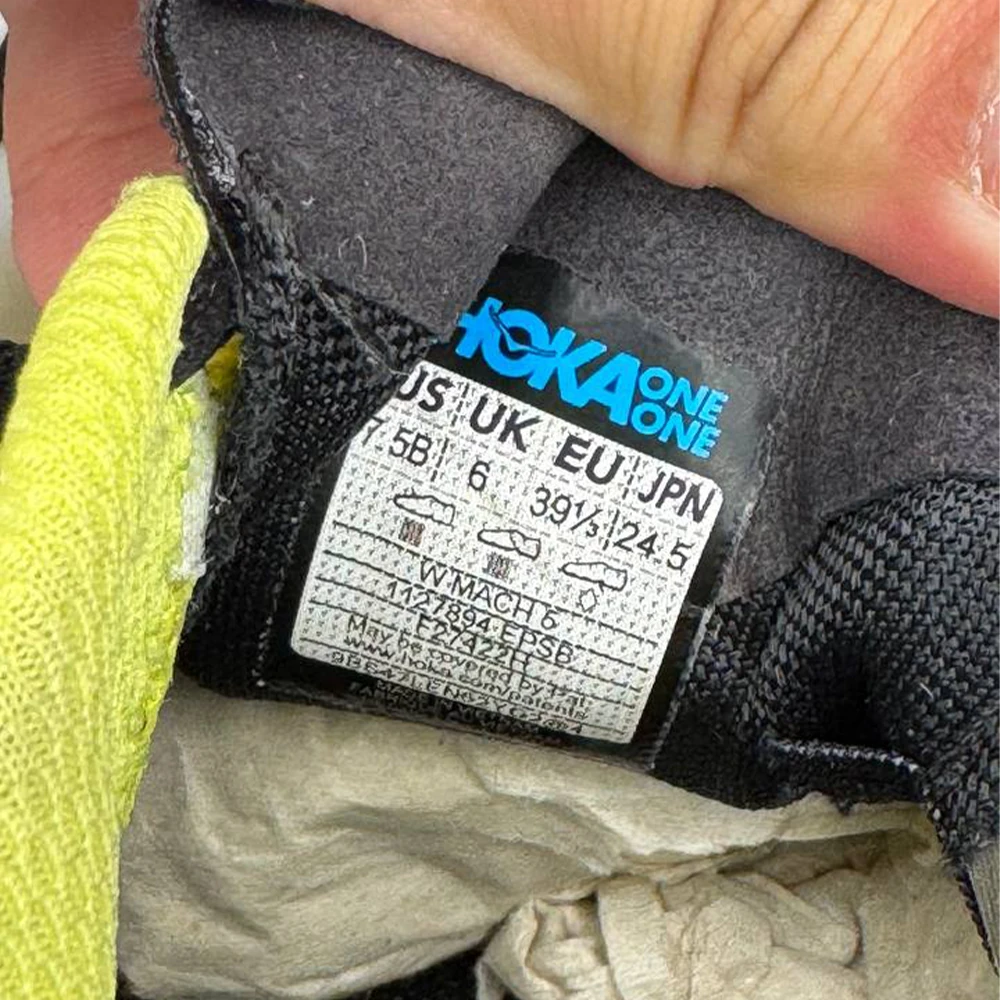 HOKA ONE ONE
US UK EU JPN
7.5B 6 39⅓ 24.5
W MACH 6
1127894 EPSB
F27422H
May be covered by pat.
www.hoka.com/patents